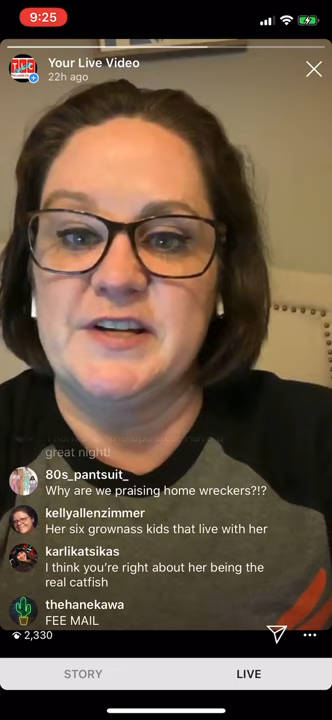 9:25
Your Live Video
22h ago
great night!
80s_pantsuit_
Why are we praising home wreckers?!?
kellyallenzimmer
Her six grownass kids that live with her
karlikatsikas
I think you're right about her being the
real catfish
thehanekawa
FEE MAIL
2,330
STORY LIVE